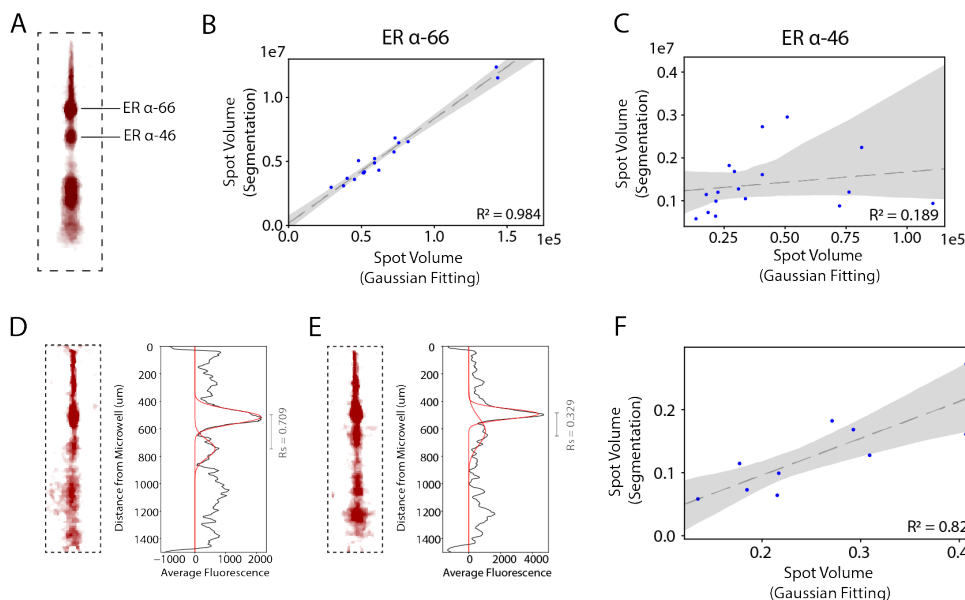 A
ER α-66
ER α-46
B
ER α-66
1e7
1.0
0.5
0.0
Spot Volume
(Segmentation)
R² = 0.984
0.0
0.5
1.0
1.5
1e5
Spot Volume
(Gaussian Fitting)
C
ER α-46
1e7
0.4
0.3
0.2
0.1
Spot Volume
(Segmentation)
R² = 0.189
0.25
0.50
0.75
1.00
1e5
Spot Volume
(Gaussian Fitting)
D
0
200
400
600
800
1000
1200
1400
Distance from Microwell (um)
Rs = 0.709
−1000
0
1000
2000
Average Fluorescence
E
0
200
400
600
800
1000
1200
1400
Distance from Microwell (um)
Rs = 0.329
0
2000
4000
Average Fluorescence
F
0.2
0.1
0.0
Spot Volume
(Segmentation)
R² = 0.82
0.2
0.3
0.4
Spot Volume
(Gaussian Fitting)